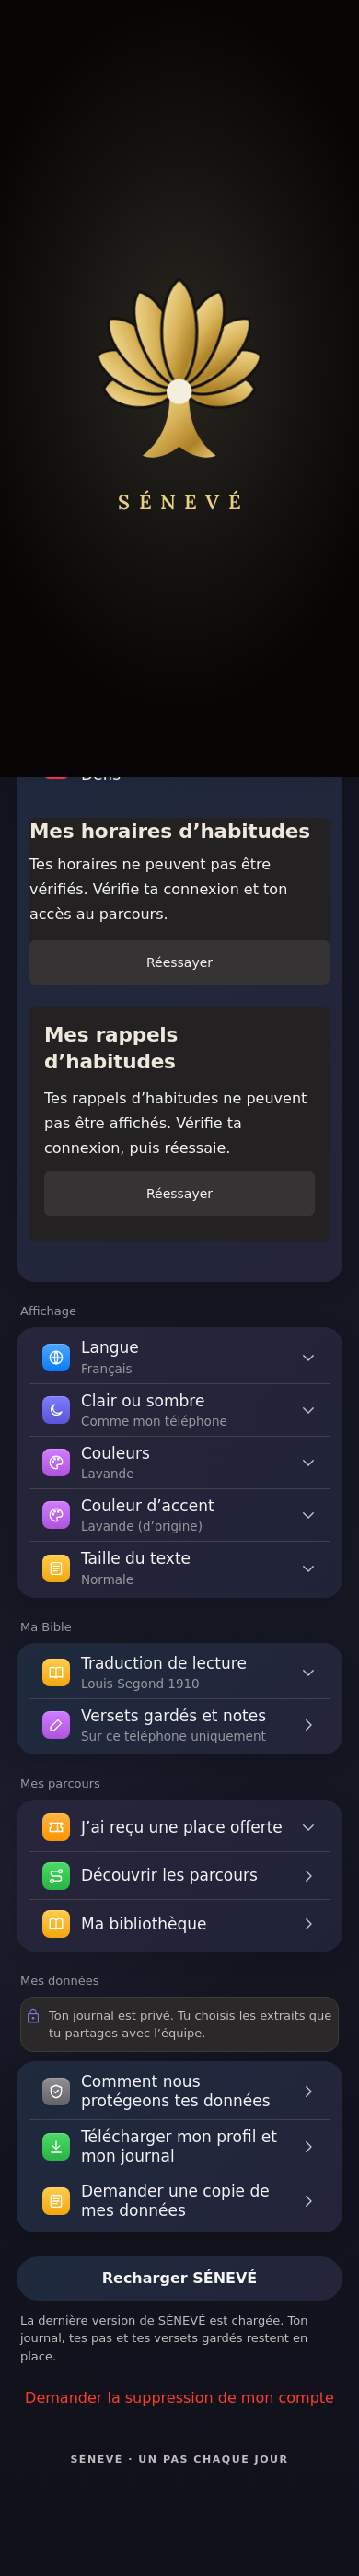 SÉNEVÉ
Défis
Mes horaires d’habitudes
Tes horaires ne peuvent pas être
vérifiés. Vérifie ta connexion et ton
accès au parcours.
Réessayer
Mes rappels
d’habitudes
Tes rappels d’habitudes ne peuvent
pas être affichés. Vérifie ta
connexion, puis réessaie.
Réessayer
Affichage
Langue
Français
Clair ou sombre
Comme mon téléphone
Couleurs
Lavande
Couleur d’accent
Lavande (d’origine)
Taille du texte
Normale
Ma Bible
Traduction de lecture
Louis Segond 1910
Versets gardés et notes
Sur ce téléphone uniquement
Mes parcours
J’ai reçu une place offerte
Découvrir les parcours
Ma bibliothèque
Mes données
Ton journal est privé. Tu choisis les extraits que
tu partages avec l’équipe.
Comment nous
protégeons tes données
Télécharger mon profil et
mon journal
Demander une copie de
mes données
Recharger SÉNEVÉ
La dernière version de SÉNEVÉ est chargée. Ton
journal, tes pas et tes versets gardés restent en
place.
Demander la suppression de mon compte
SÉNEVÉ · UN PAS CHAQUE JOUR